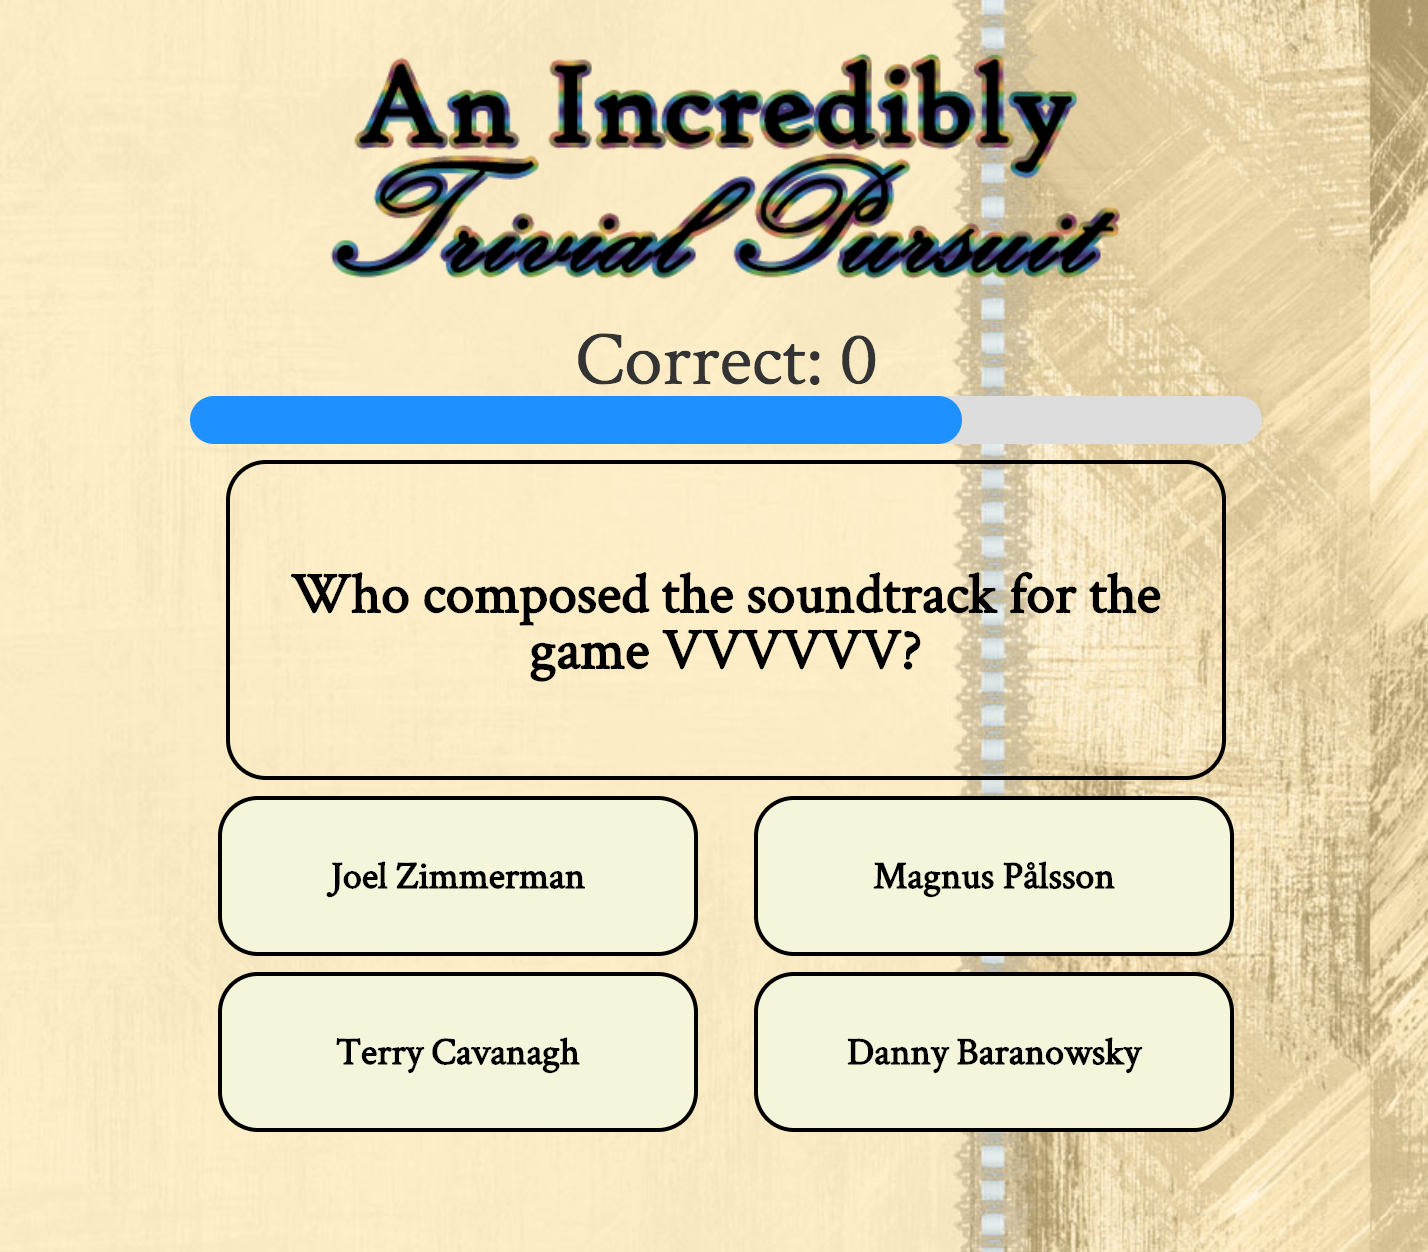 An Incredibly
Trivial Pursuit
Correct: 0
Who composed the soundtrack for the
game VVVVVV?
Joel Zimmerman
Magnus Pålsson
Terry Cavanagh
Danny Baranowsky